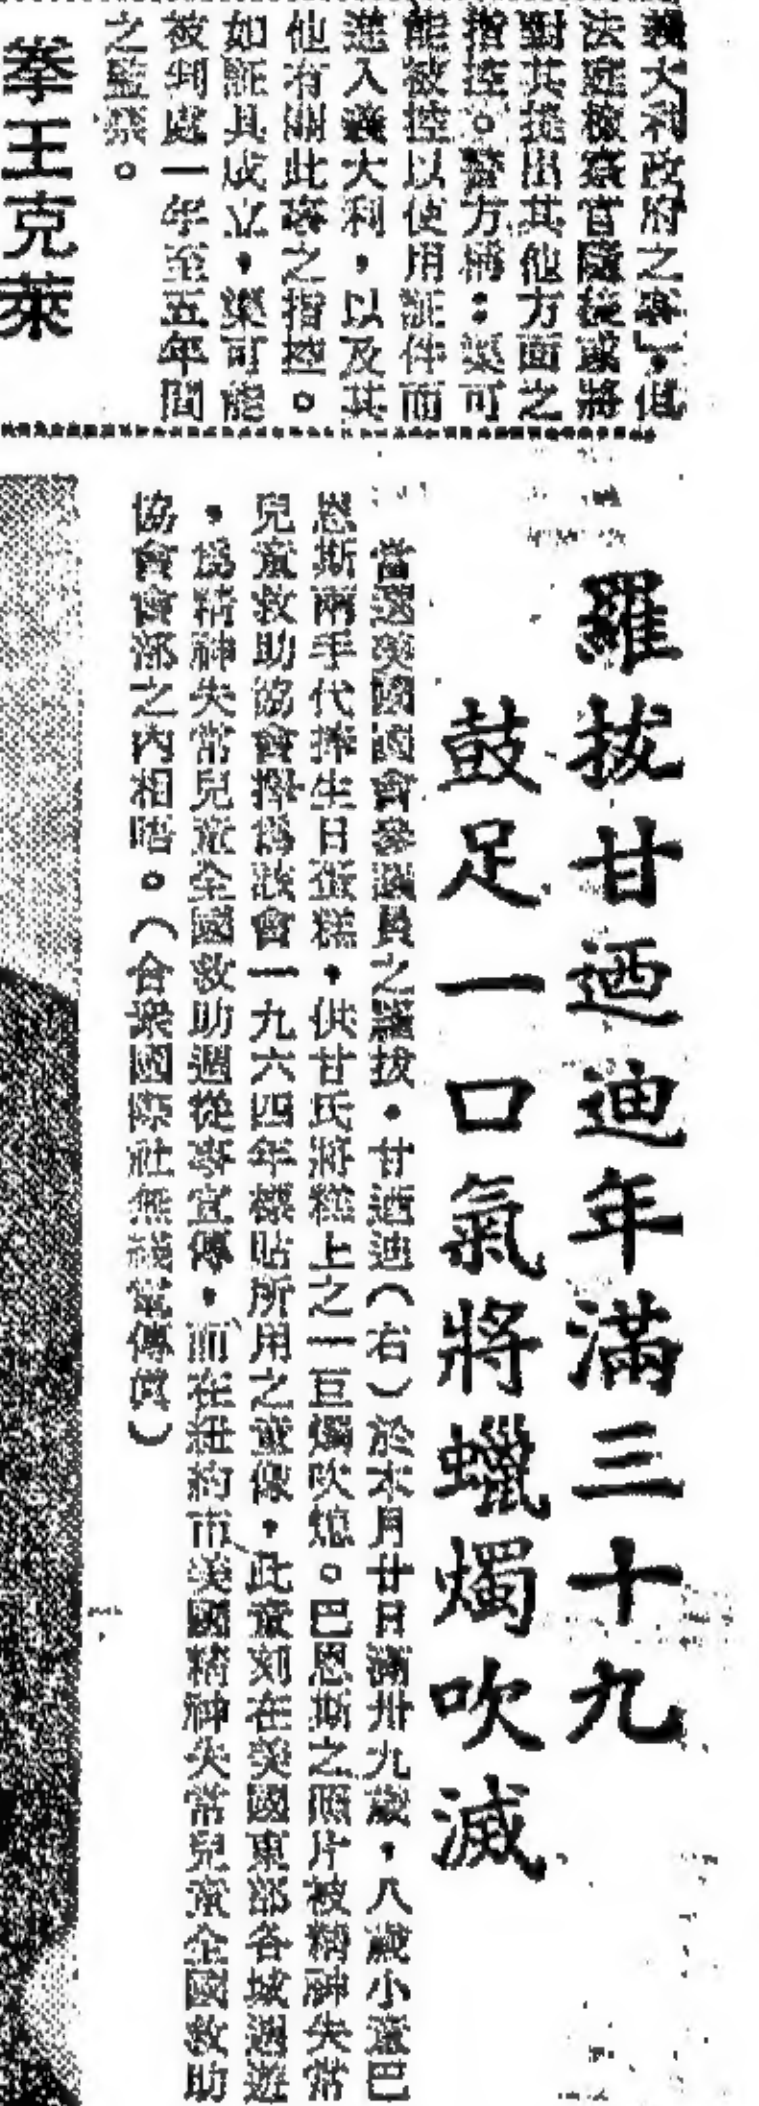 義大利政府之事」，但
法庭檢察官隨後或將
對其提出其他方面之
指控。警方稱：渠可
能被控以使用証件而
進入義大利，以及其
他有關此事之指控。
如証其成立，渠可能
被判處一年至五年間
之監禁。
拳王克萊
羅拔甘迺迪年滿三十九
鼓足一口氣將蠟燭吹滅
當選美國國會參議員之羅拔・甘迺迪（右）於本月廿日滿卅九歲，八歲小童巴
恩斯兩手代捧生日蛋糕，供甘氏將糕上之一巨燭吹熄。巴恩斯之照片被精神失常
兒童救助協會擇為該會一九六四年標貼所用之童像，此童刻在美國東部各城週遊
，為精神失常兒童全國救助週從事宣傳，而在紐約市美國精神失常兒童全國救助
協會會部之內相晤。（合衆國際社無綫電傳眞）